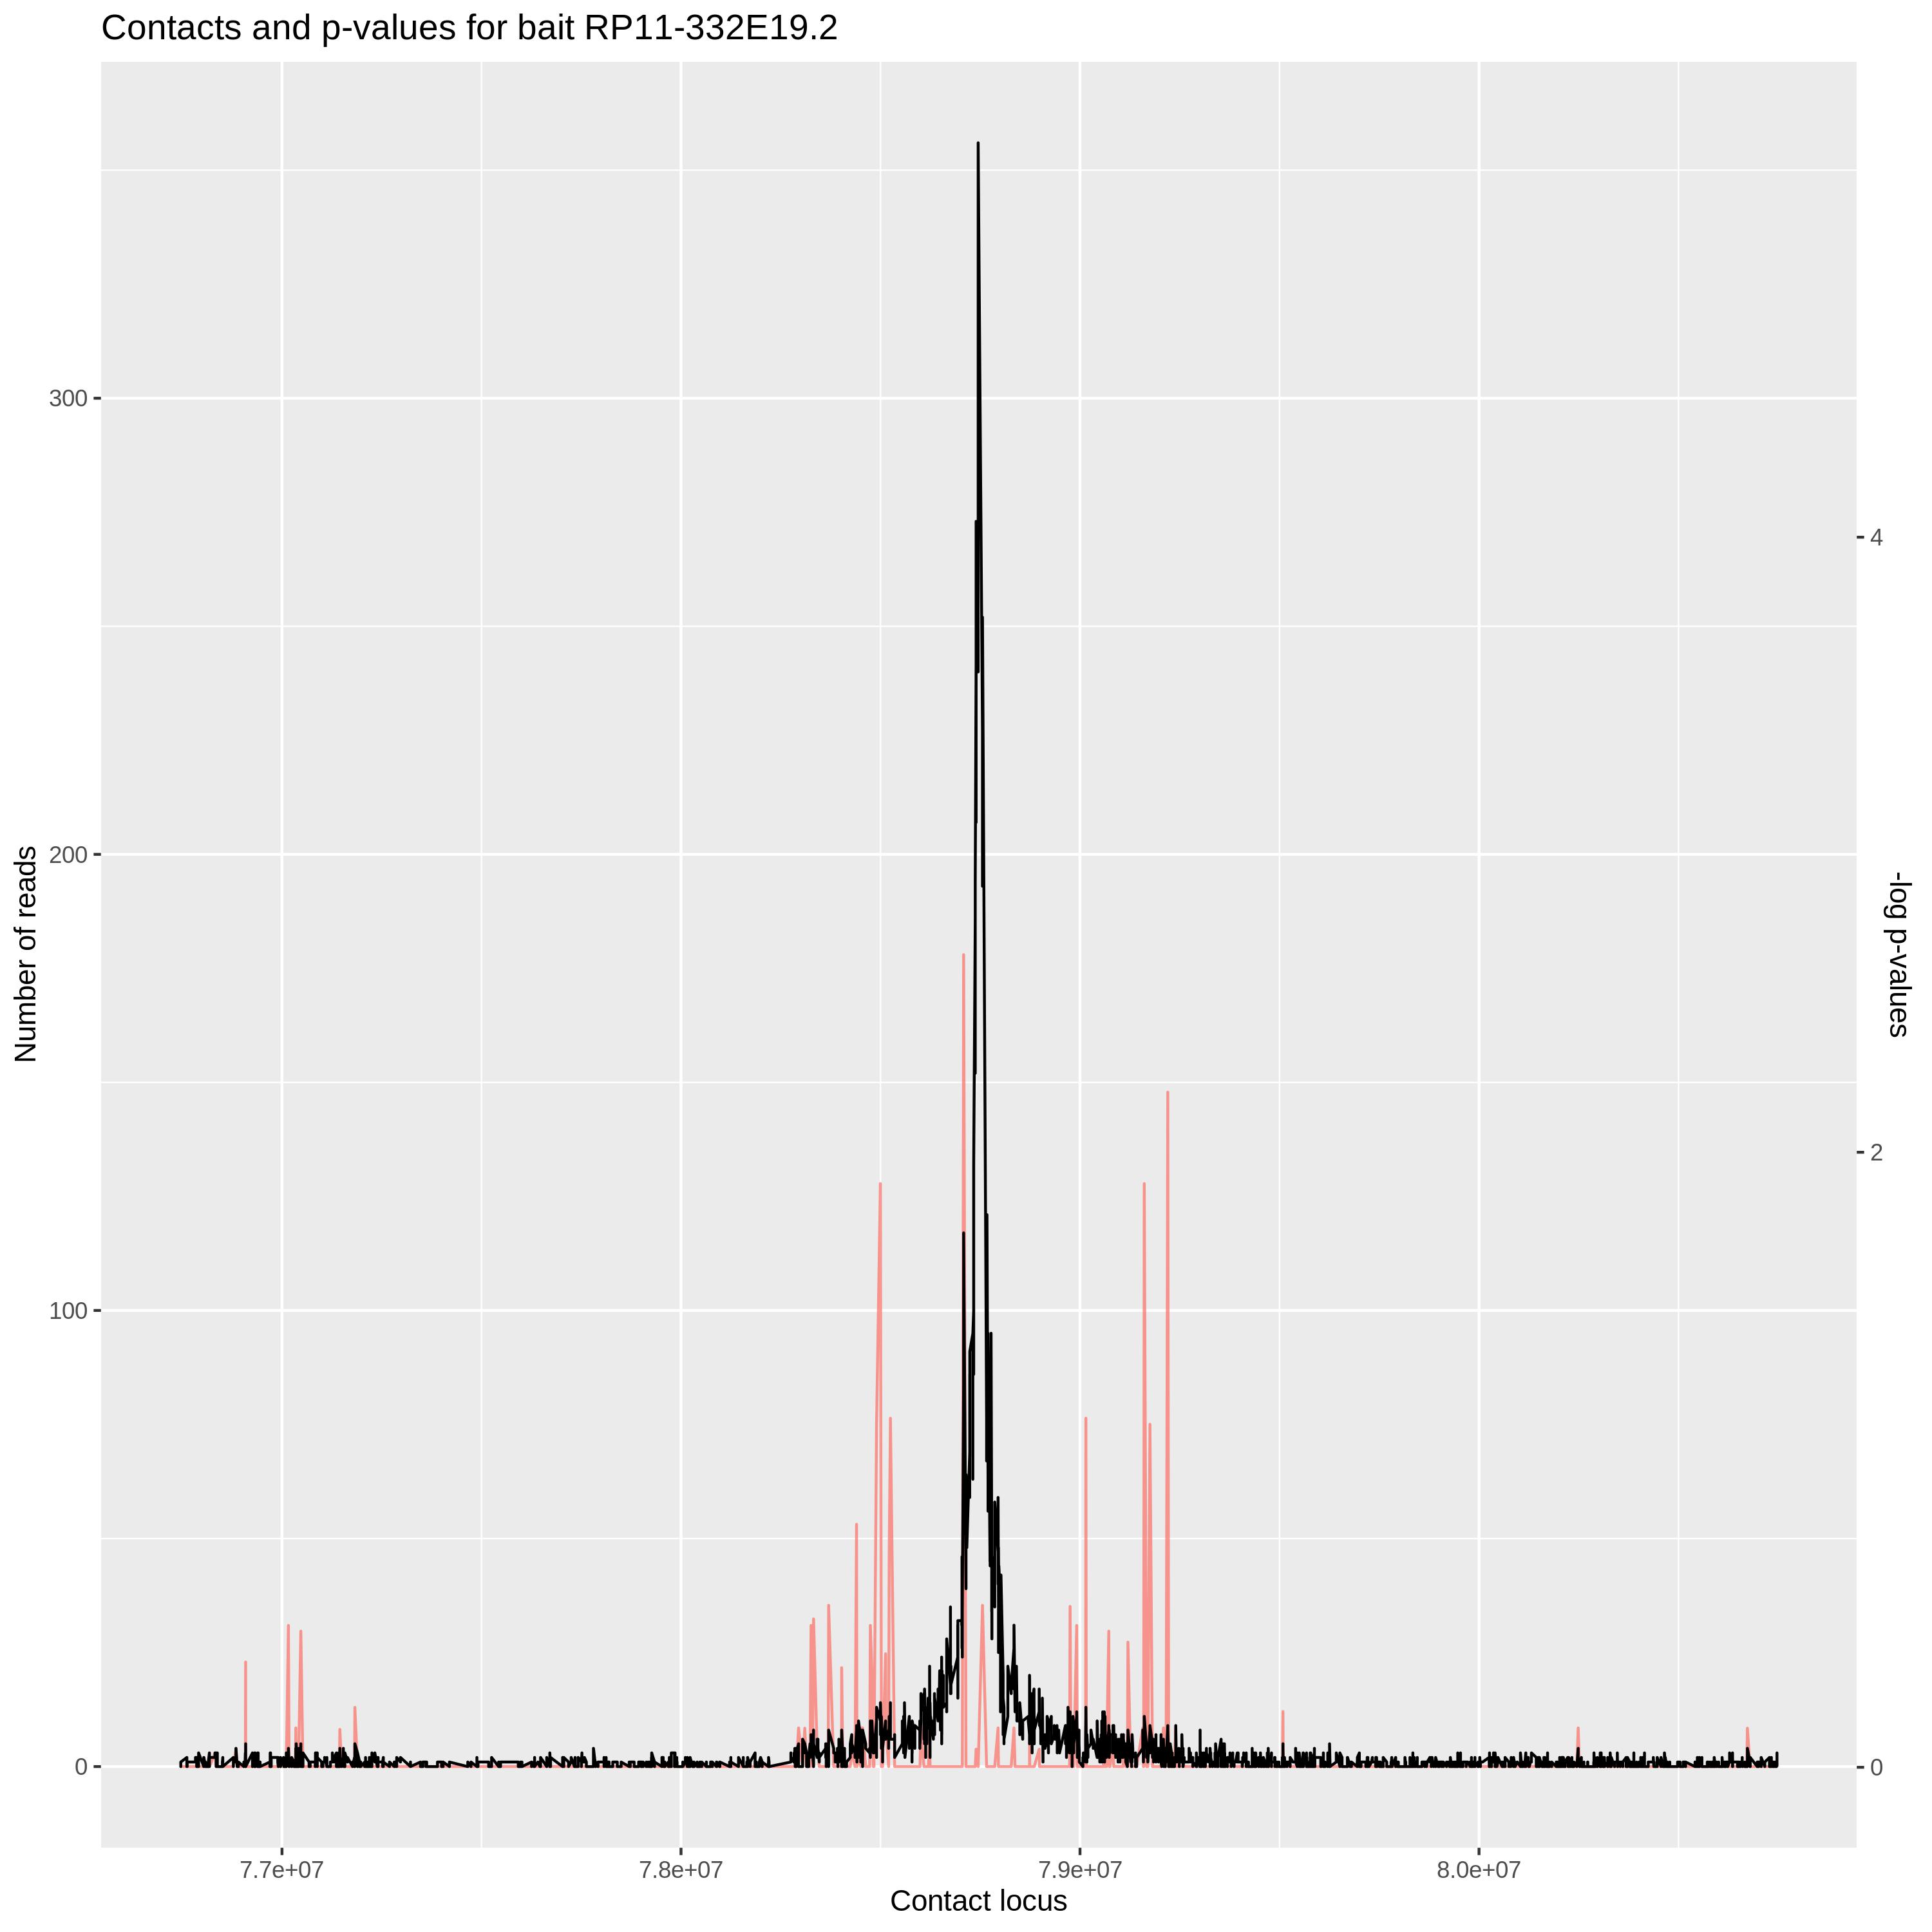 Contacts and p-values for bait RP11-332E19.2
Number of reads
300
200
100
0
4
2
0
-log p-values
7.7e+07 7.8e+07 7.9e+07 8.0e+07
Contact locus